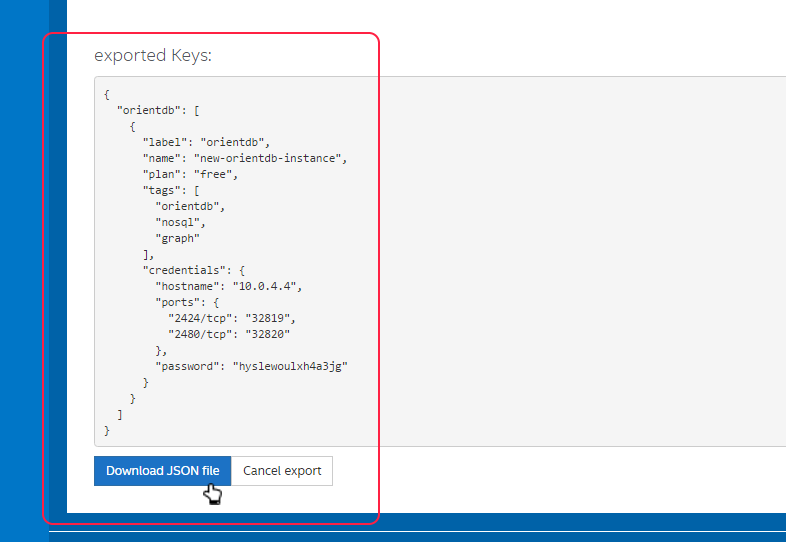 exported Keys:
{
  "orientdb": [
    {
      "label": "orientdb",
      "name": "new-orientdb-instance",
      "plan": "free",
      "tags": [
        "orientdb",
        "nosql",
        "graph"
      ],
      "credentials": {
        "hostname": "10.0.4.4",
        "ports": {
          "2424/tcp": "32819",
          "2480/tcp": "32820"
        },
        "password": "hyslewoulxh4a3jg"
      }
    }
  ]
}
Download JSON file Cancel export